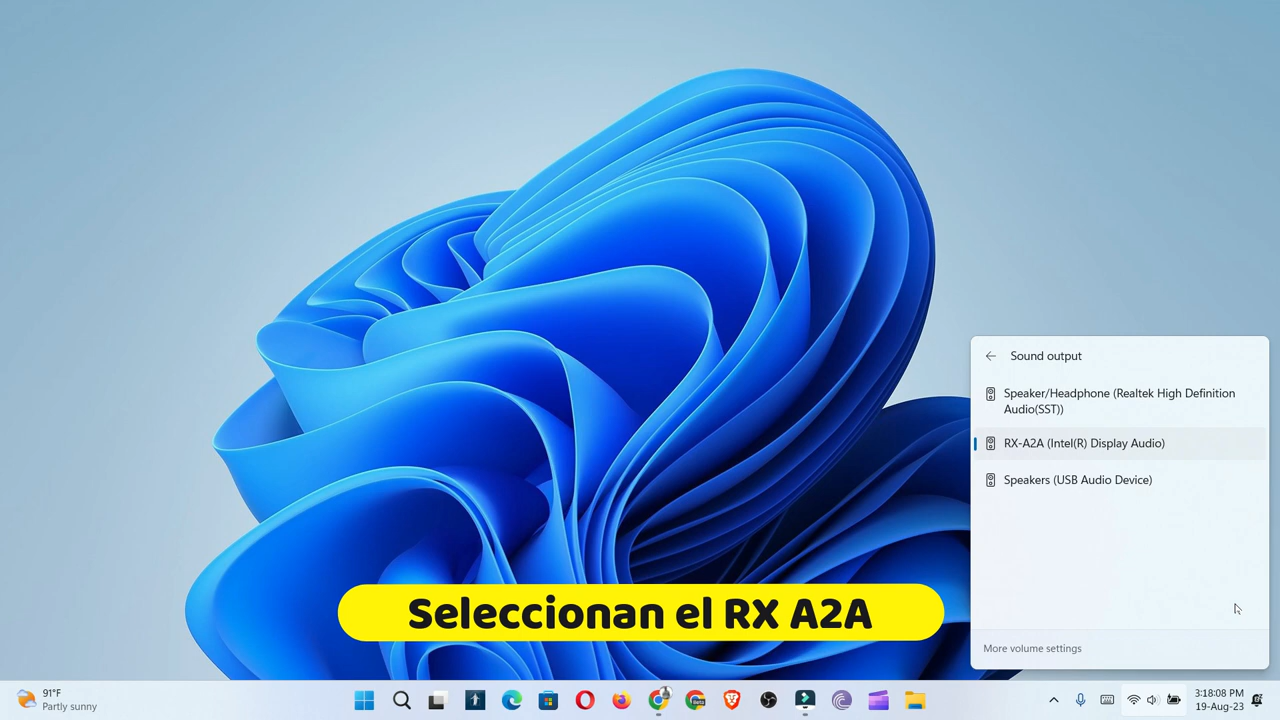 Sound output
Speaker/Headphone (Realtek High Definition
Audio(SST))
RX-A2A (Intel(R) Display Audio)
Speakers (USB Audio Device)
More volume settings
Seleccionan el RX A2A
91°F
Partly sunny
Beta
3:18:08 PM
19-Aug-23